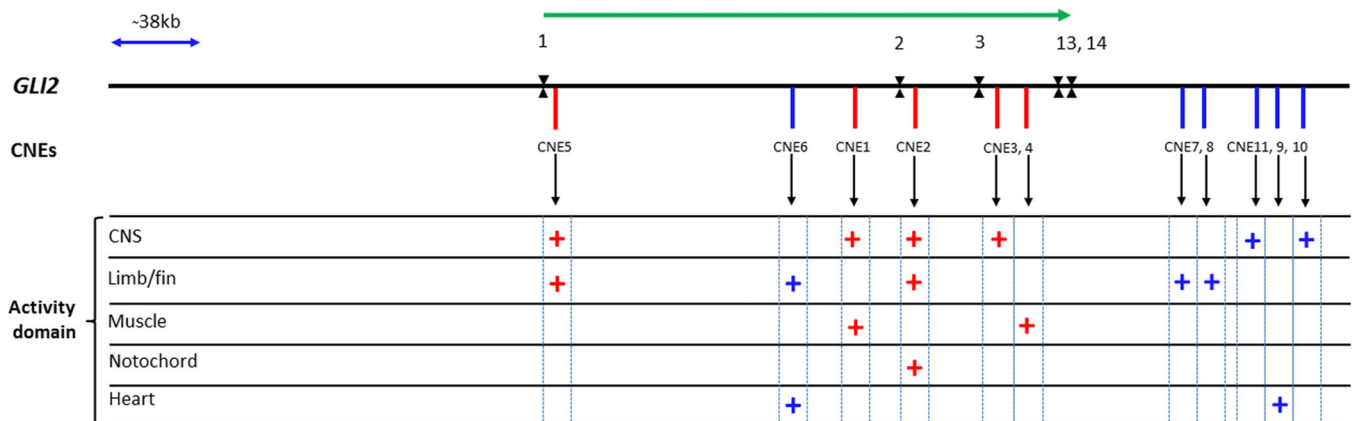 ~38kb
1 2 3 13, 14
GLI2
CNEs CNE5 CNE6 CNE1 CNE2 CNE3, 4 CNE7, 8 CNE11, 9, 10
CNS + + + + + +
Limb/fin + + + + +
Activity domain
Muscle + +
Notochord +
Heart + +